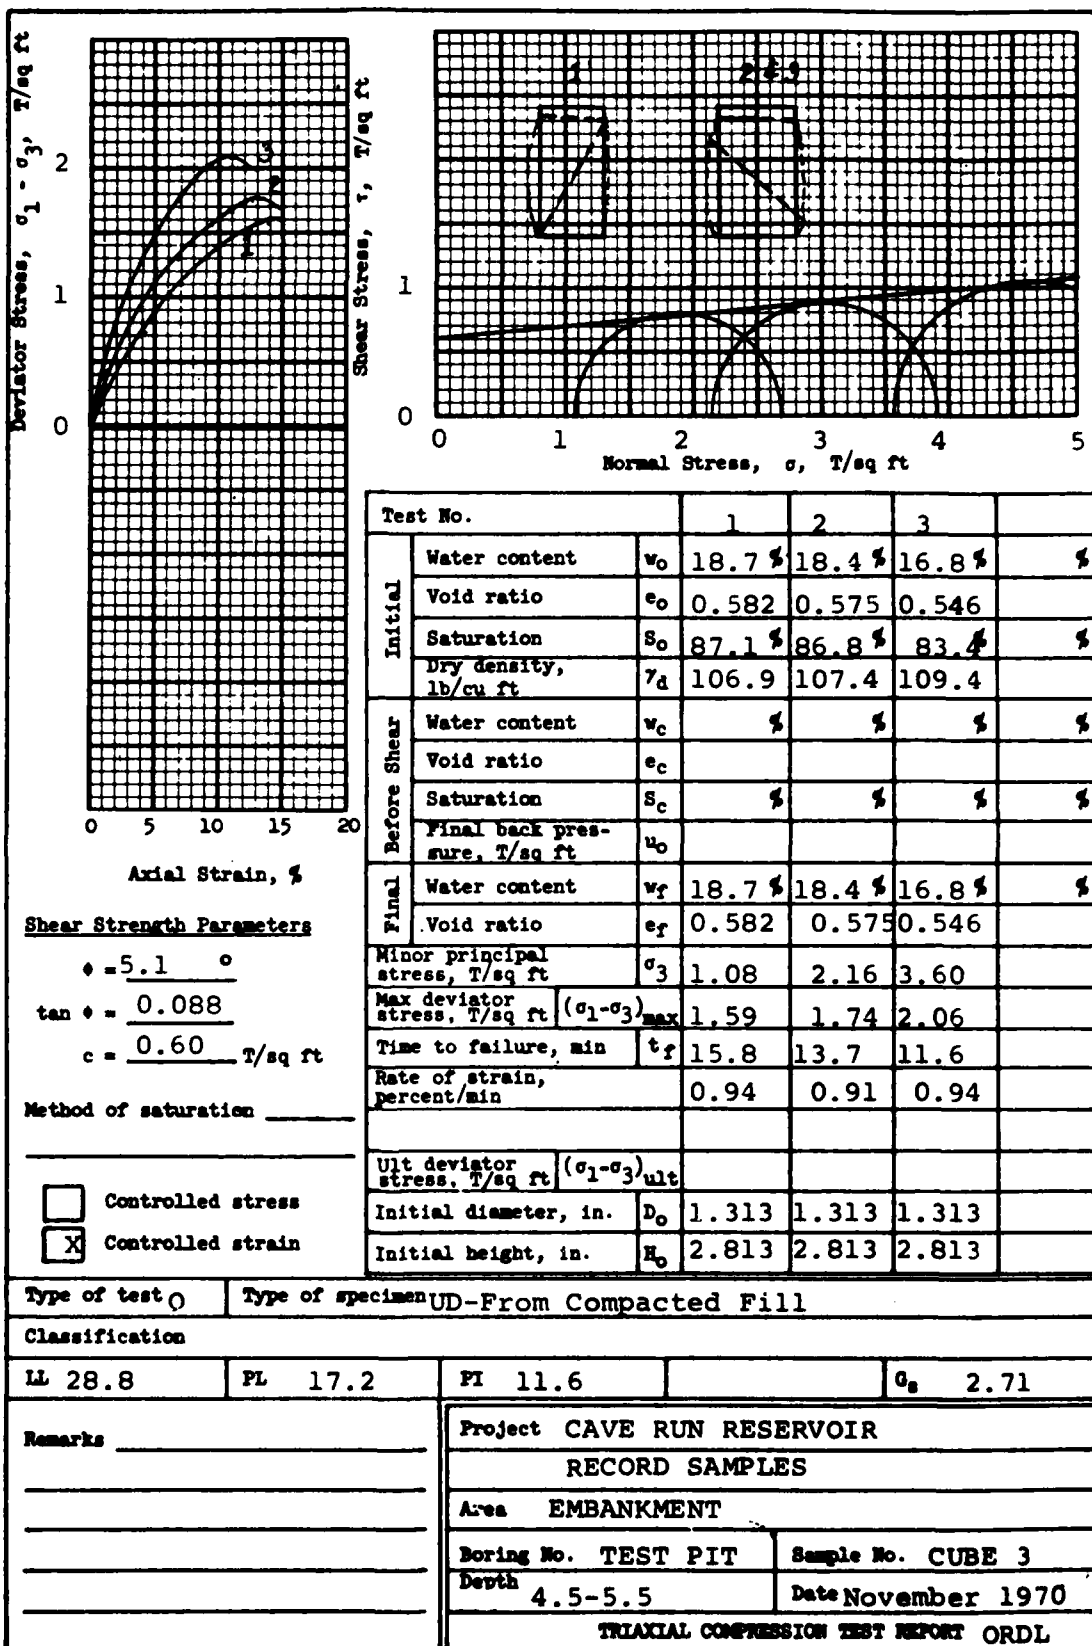 Deviator Stress, σ1 - σ3, T/sq ft
2
1
0
3
2
1
0 5 10 15 20
Axial Strain, %
Shear Stress, τ, T/sq ft
1
0
1
2 & 3
0 1 2 3 4 5
Normal Stress, σ, T/sq ft
Shear Strength Parameters
φ = 5.1 °
tan φ = 0.088
c = 0.60 T/sq ft
Method of saturation
Controlled stress
X Controlled strain
Test No. 1 2 3
Initial
Water content wo 18.7 % 18.4 % 16.8 % %
Void ratio eo 0.582 0.575 0.546
Saturation So 87.1 % 86.8 % 83.4 % %
Dry density, lb/cu ft γd 106.9 107.4 109.4
Before Shear
Water content wc % % % %
Void ratio ec
Saturation Sc % % % %
Final back pres-
sure, T/sq ft uo
Final
Water content wf 18.7 % 18.4 % 16.8 % %
Void ratio ef 0.582 0.575 0.546
Minor principal
stress, T/sq ft σ3 1.08 2.16 3.60
Max deviator
stress, T/sq ft (σ1-σ3)max 1.59 1.74 2.06
Time to failure, min tf 15.8 13.7 11.6
Rate of strain,
percent/min 0.94 0.91 0.94
Ult deviator
stress, T/sq ft (σ1-σ3)ult
Initial diameter, in. Do 1.313 1.313 1.313
Initial height, in. Ho 2.813 2.813 2.813
Type of test Q Type of specimen UD-From Compacted Fill
Classification
LL 28.8 PL 17.2 PI 11.6 Gs 2.71
Remarks
Project CAVE RUN RESERVOIR
RECORD SAMPLES
Area EMBANKMENT
Boring No. TEST PIT Sample No. CUBE 3
Depth 4.5-5.5 Date November 1970
TRIAXIAL COMPRESSION TEST REPORT ORDL